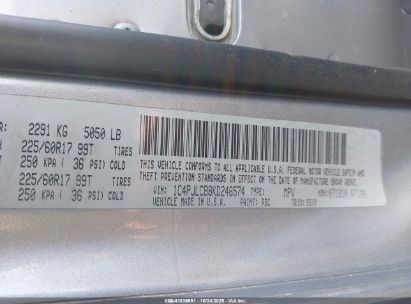 2291 KG 5050 LB
225/60R17 99T TIRES
250 KPA ( 36 PSI) COLD
225/60R17 99T TIRES
250 KPA ( 36 PSI) COLD
THIS VEHICLE CONFORMS TO ALL APPLICABLE U.S.A. FEDERAL MOTOR VEHICLE SAFETY AND
THEFT PREVENTION STANDARDS IN EFFECT ON THE DATE OF MANUFACTURE SHOWN ABOVE.
VIN: 1C4PJLCB8KD246574 TYPE: MPV
VEHICLE MADE IN U.S.A. PAINT: PSC TRIM: